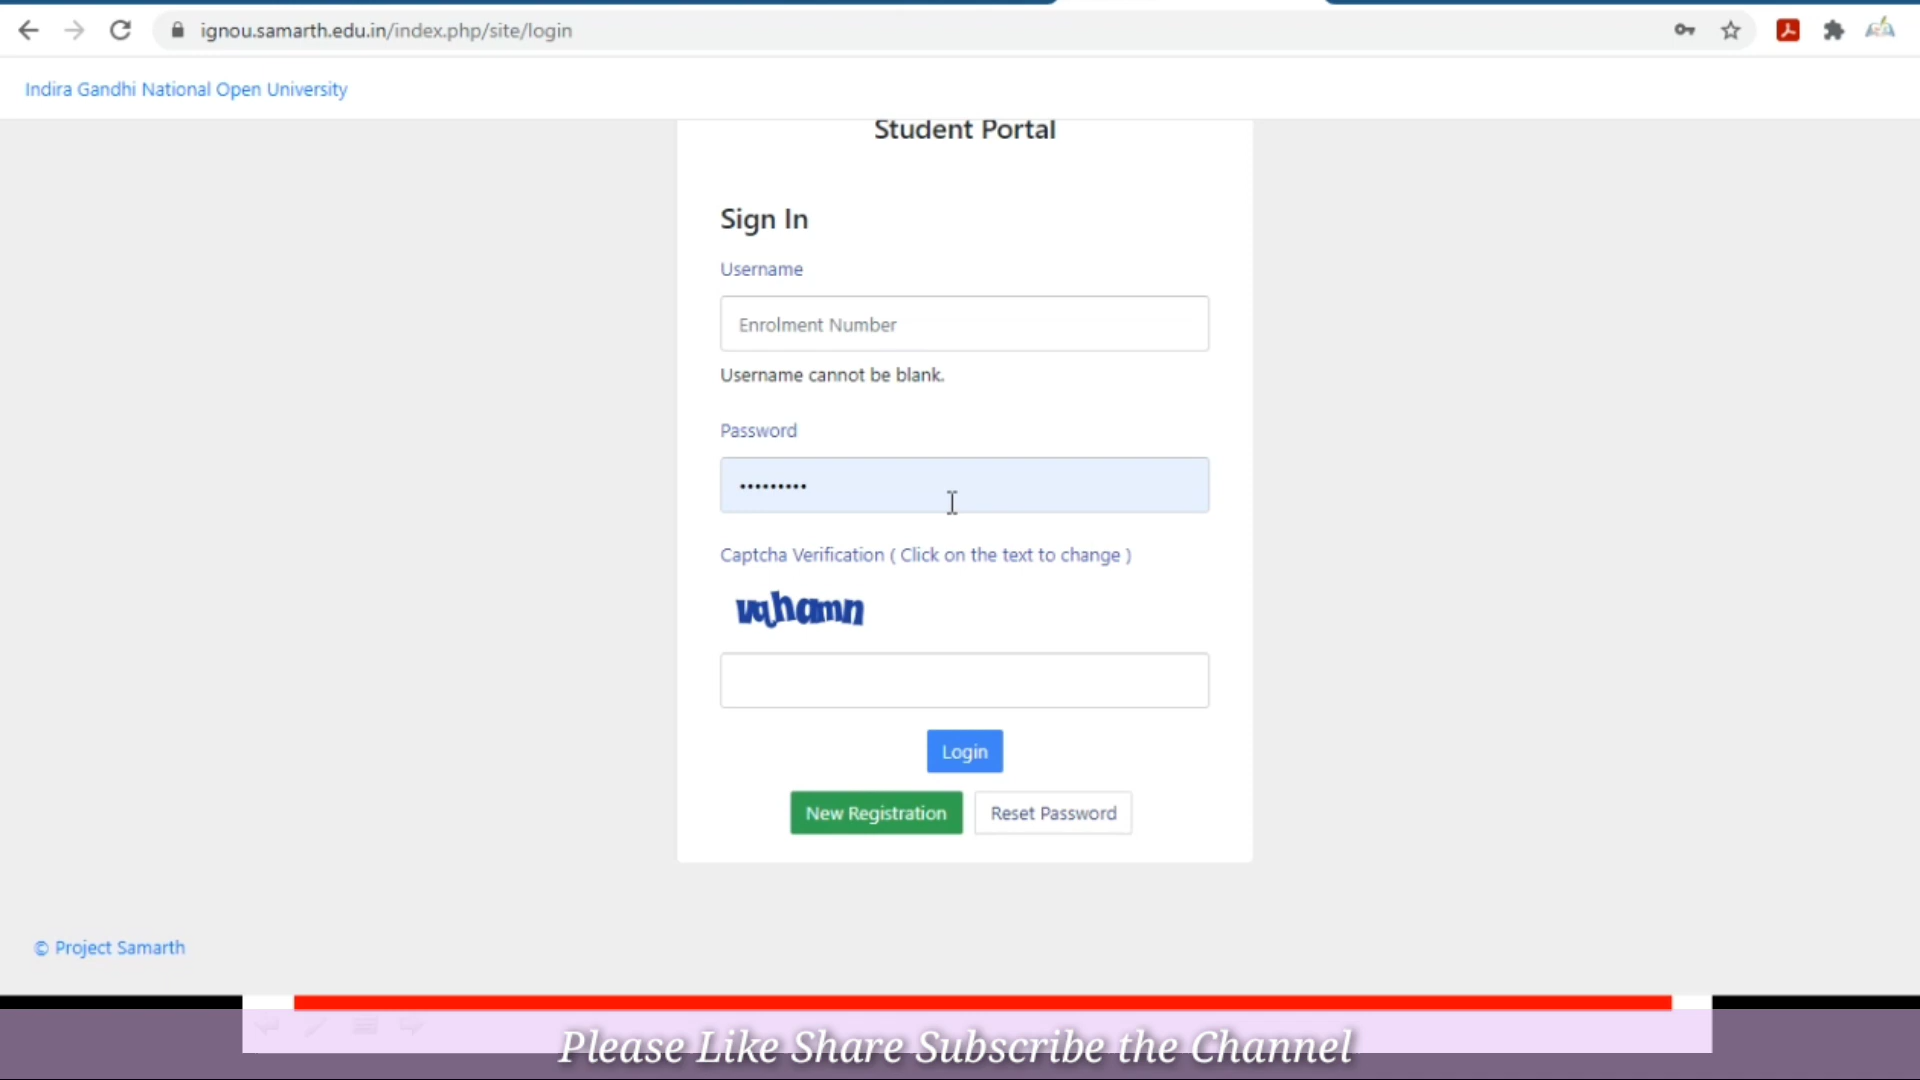 ignou.samarth.edu.in/index.php/site/login
Indira Gandhi National Open University
Student Portal
Sign In
Username
Enrolment Number
Username cannot be blank.
Password
•••••••••
Captcha Verification ( Click on the text to change )
vqhamn
Login
New Registration
Reset Password
© Project Samarth
Please Like Share Subscribe the Channel